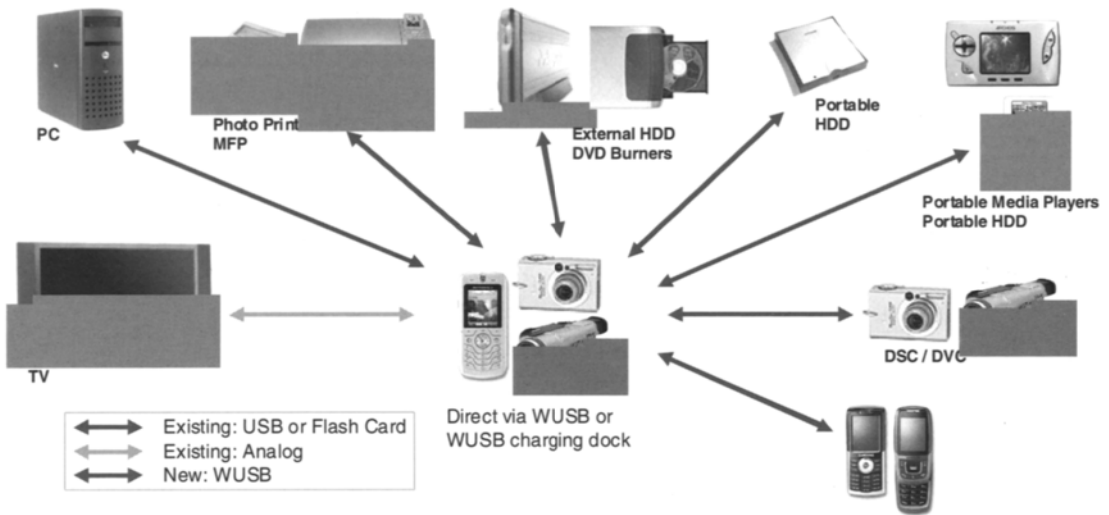 PC
Photo Print
MFP
External HDD
DVD Burners
Portable
HDD
Portable Media Players
Portable HDD
TV
DSC / DVC
Direct via WUSB or
WUSB charging dock
Existing: USB or Flash Card
Existing: Analog
New: WUSB